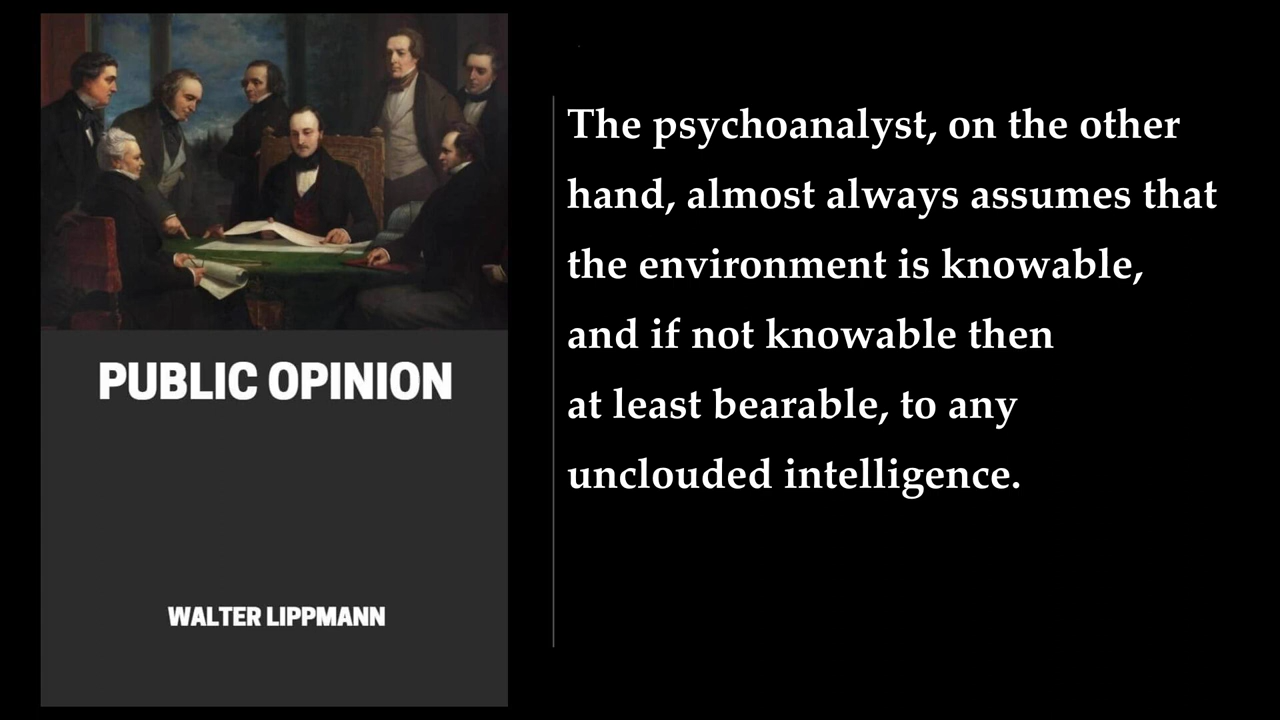 PUBLIC OPINION
WALTER LIPPMANN
The psychoanalyst, on the other
hand, almost always assumes that
the environment is knowable,
and if not knowable then
at least bearable, to any
unclouded intelligence.